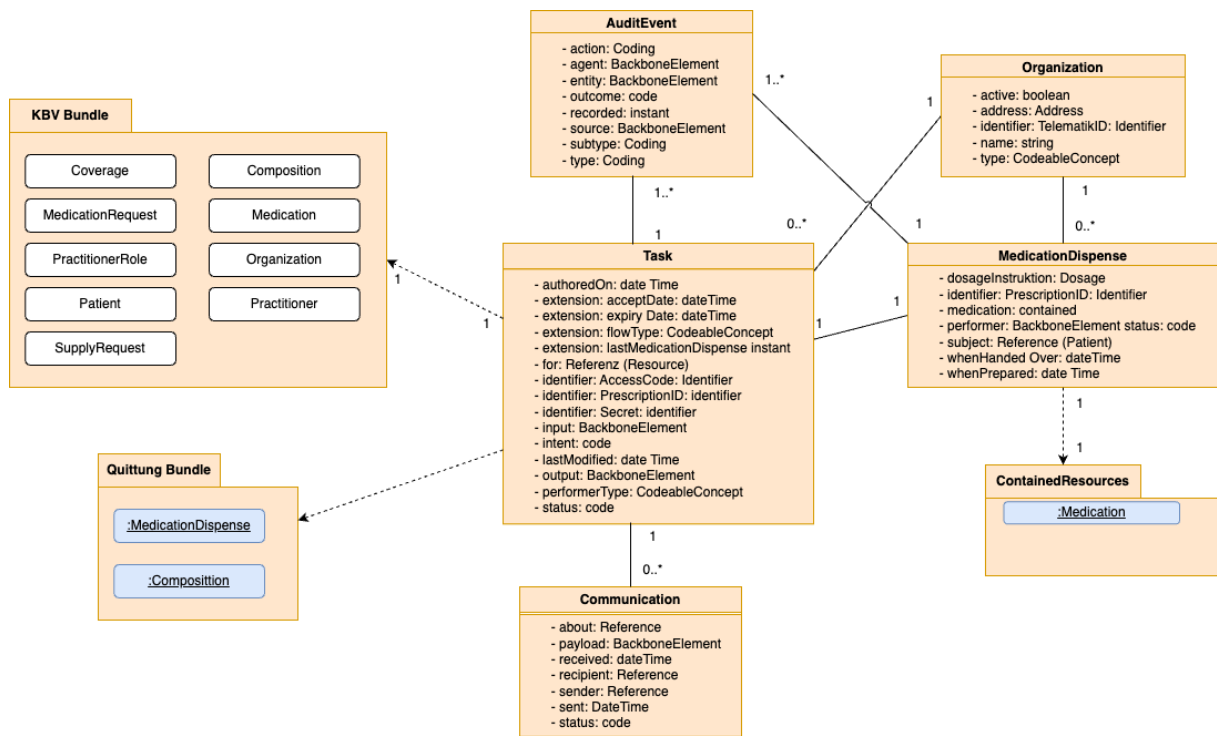 AuditEvent
- action: Coding
- agent: BackboneElement
- entity: BackboneElement
- outcome: code
- recorded: instant
- source: BackboneElement
- subtype: Coding
- type: Coding
1..*
1..*
1
1
Organization
- active: boolean
- address: Address
- identifier: TelematikID: Identifier
- name: string
- type: CodeableConcept
1
0..*
1
0..*
KBV Bundle
Coverage
Composition
MedicationRequest
Medication
PractitionerRole
Organization
Patient
Practitioner
SupplyRequest
1
1
Task
- authoredOn: date Time
- extension: acceptDate: dateTime
- extension: expiry Date: dateTime
- extension: flowType: CodeableConcept
- extension: lastMedicationDispense instant
- for: Referenz (Resource)
- identifier: AccessCode: Identifier
- identifier: PrescriptionID: identifier
- identifier: Secret: identifier
- input: BackboneElement
- intent: code
- lastModified: date Time
- output: BackboneElement
- performerType: CodeableConcept
- status: code
1
1
MedicationDispense
- dosageInstruktion: Dosage
- identifier: PrescriptionID: Identifier
- medication: contained
- performer: BackboneElement status: code
- subject: Reference (Patient)
- whenHanded Over: dateTime
- whenPrepared: date Time
1
1
ContainedResources
:Medication
Quittung Bundle
:MedicationDispense
:Composittion
1
0..*
Communication
- about: Reference
- payload: BackboneElement
- received: dateTime
- recipient: Reference
- sender: Reference
- sent: DateTime
- status: code